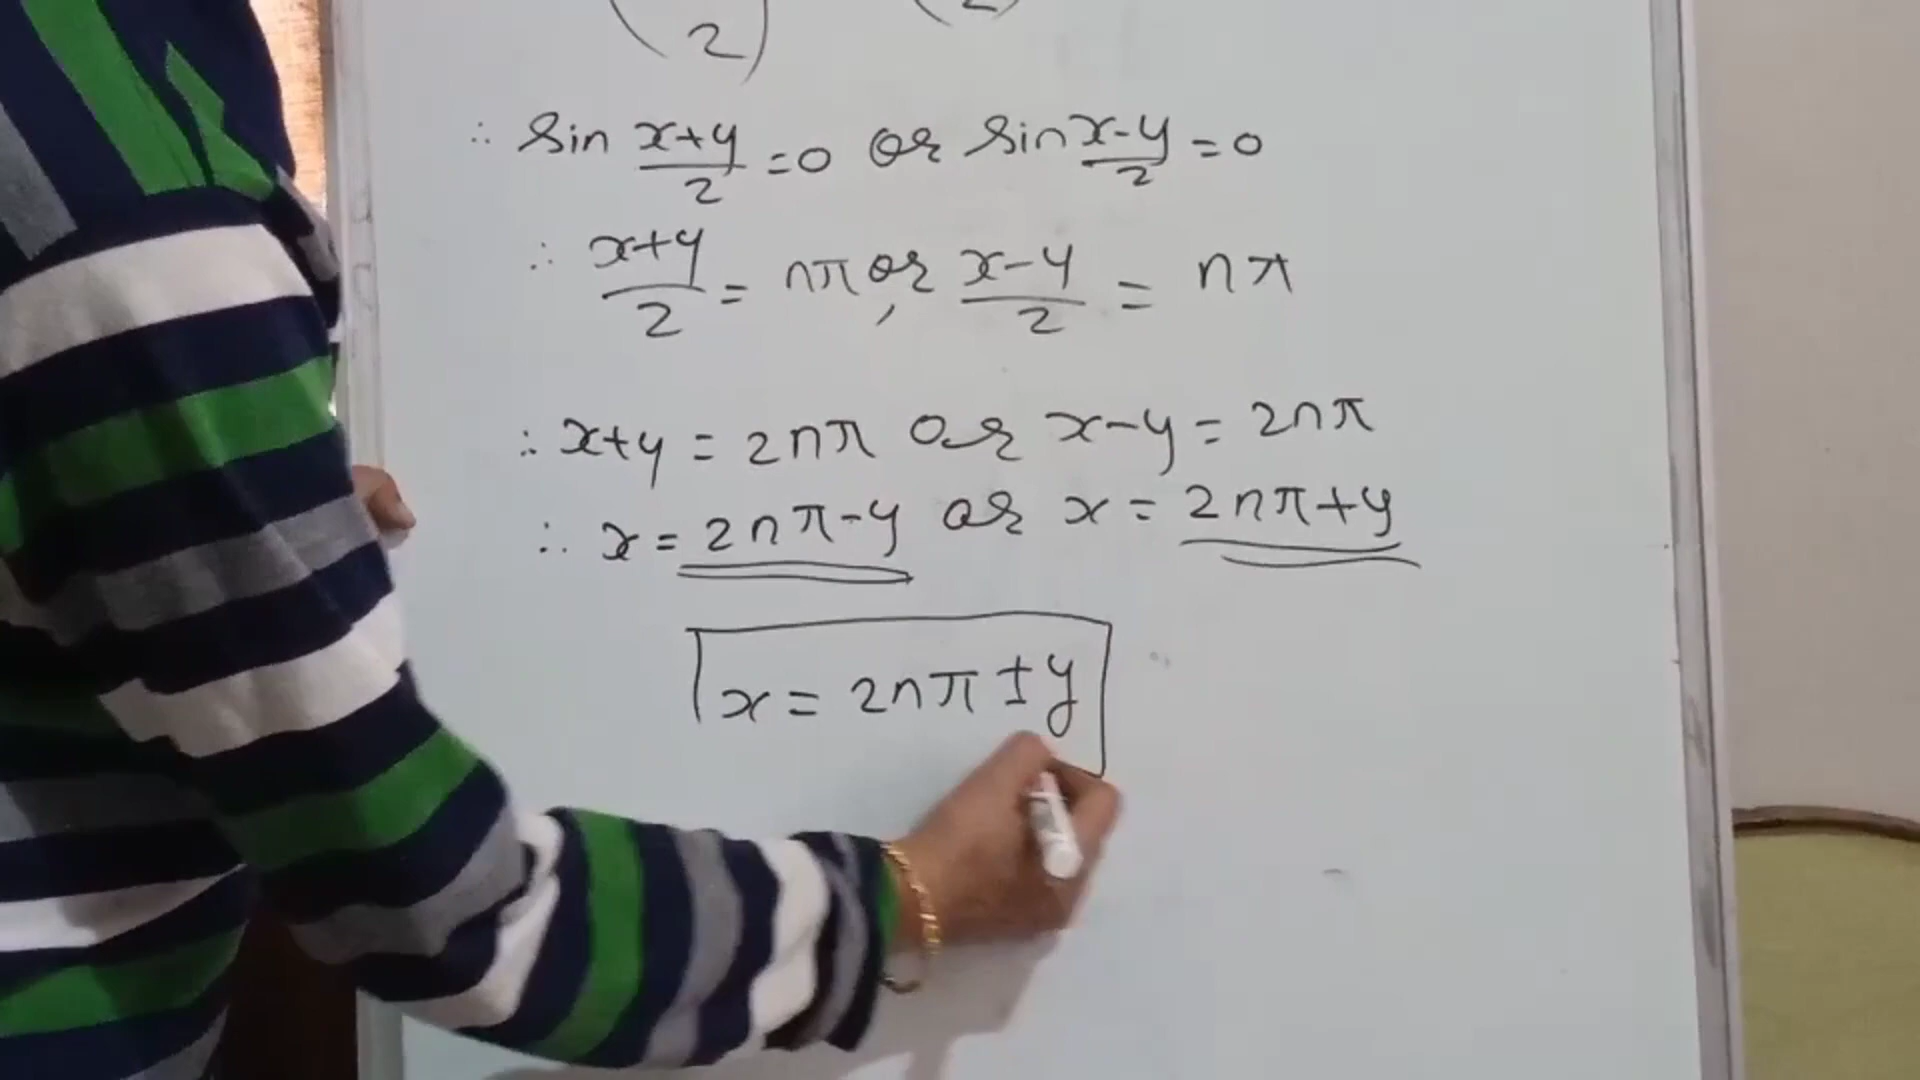 2 2
∴ sin x+y/2 =0 or sin x-y/2 =0
∴ x+y/2 = nπ or, x-y/2 = nπ
∴ x+y = 2nπ or x-y = 2nπ
∴ x = 2nπ-y or x = 2nπ+y
x = 2nπ ± y